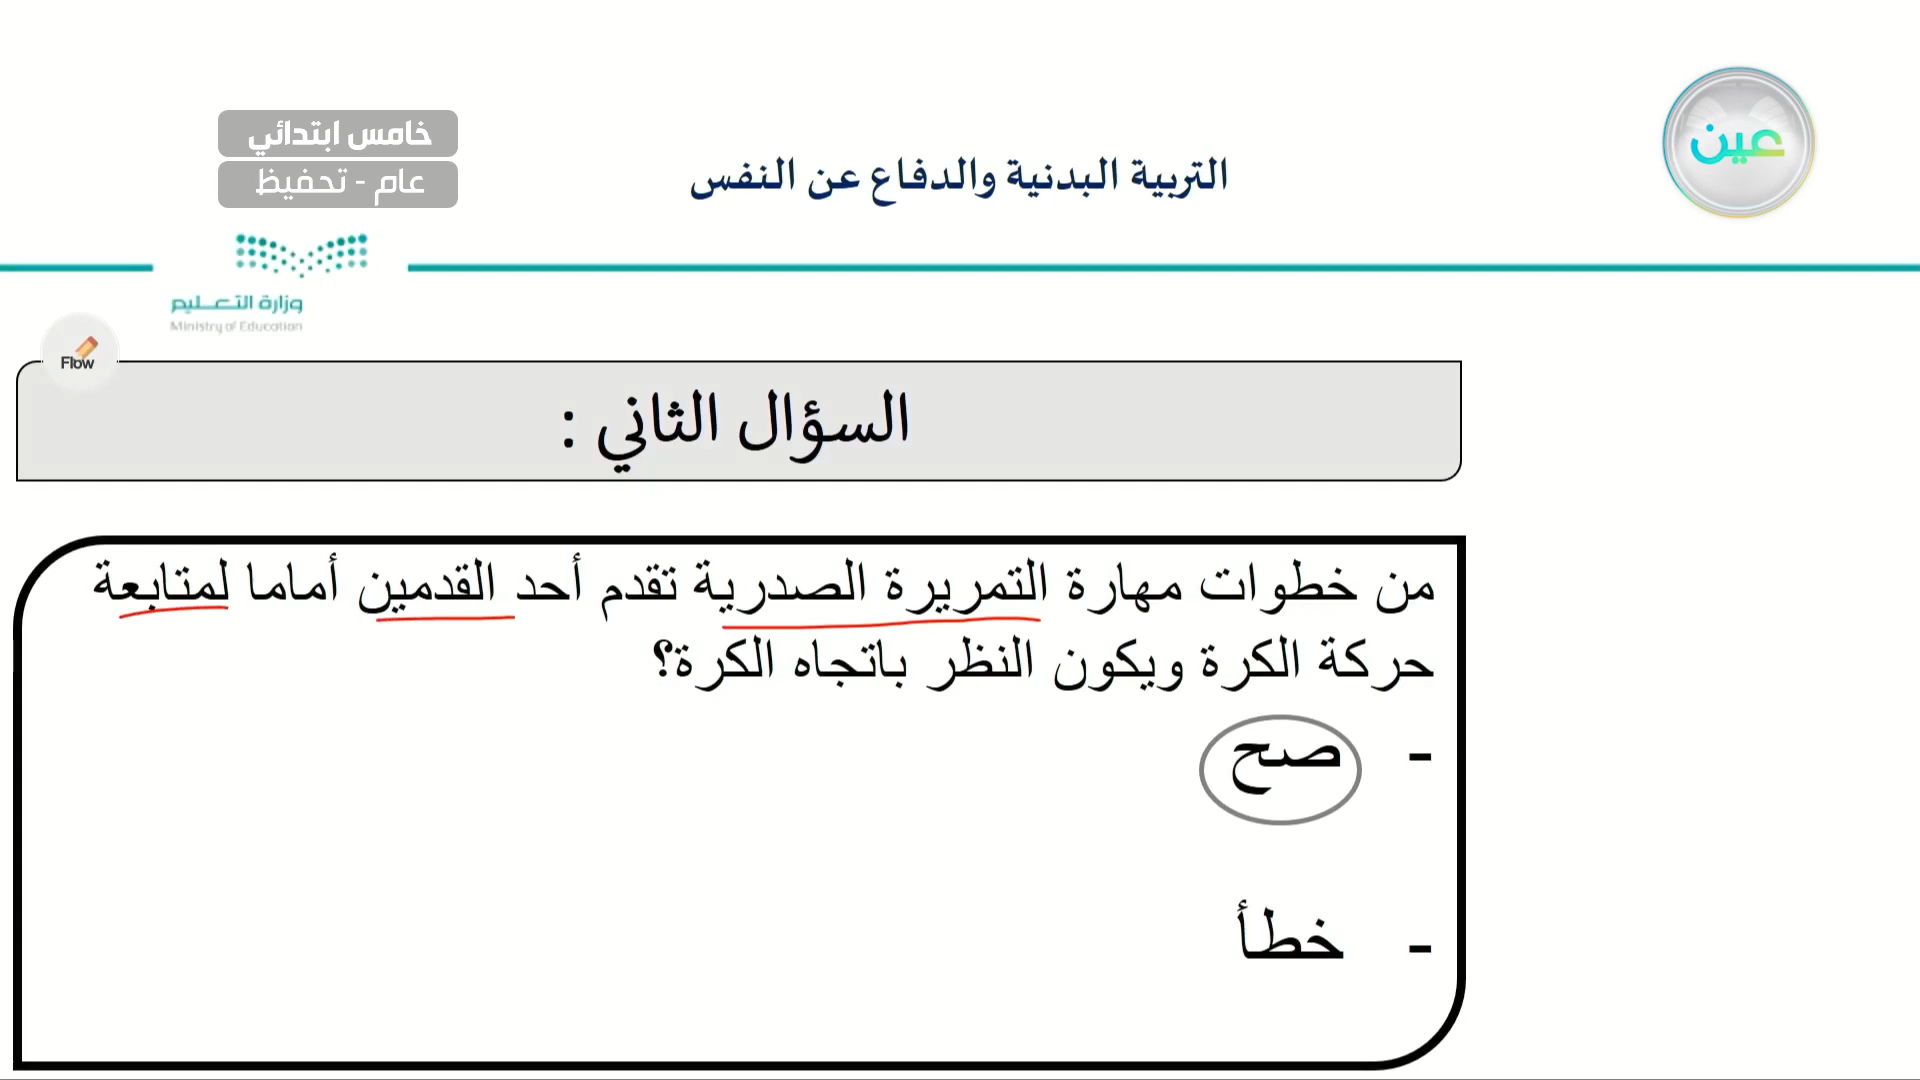 خامس ابتدائي
عام - تحفيظ
التربية البدنية والدفاع عن النفس
عين
وزارة التعليم
Ministry of Education
Flow
السؤال الثاني :
من خطوات مهارة التمريرة الصدرية تقدم أحد القدمين أماما لمتابعة
حركة الكرة ويكون النظر باتجاه الكرة؟
- صح
- خطأ